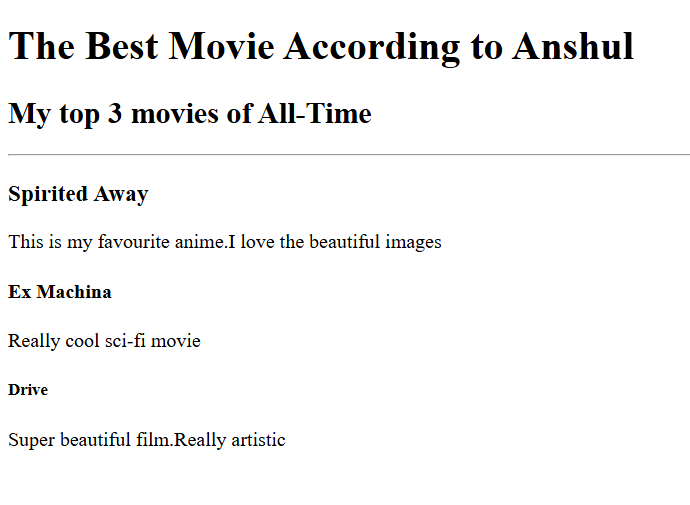 The Best Movie According to Anshul
My top 3 movies of All-Time
Spirited Away
This is my favourite anime.I love the beautiful images
Ex Machina
Really cool sci-fi movie
Drive
Super beautiful film.Really artistic